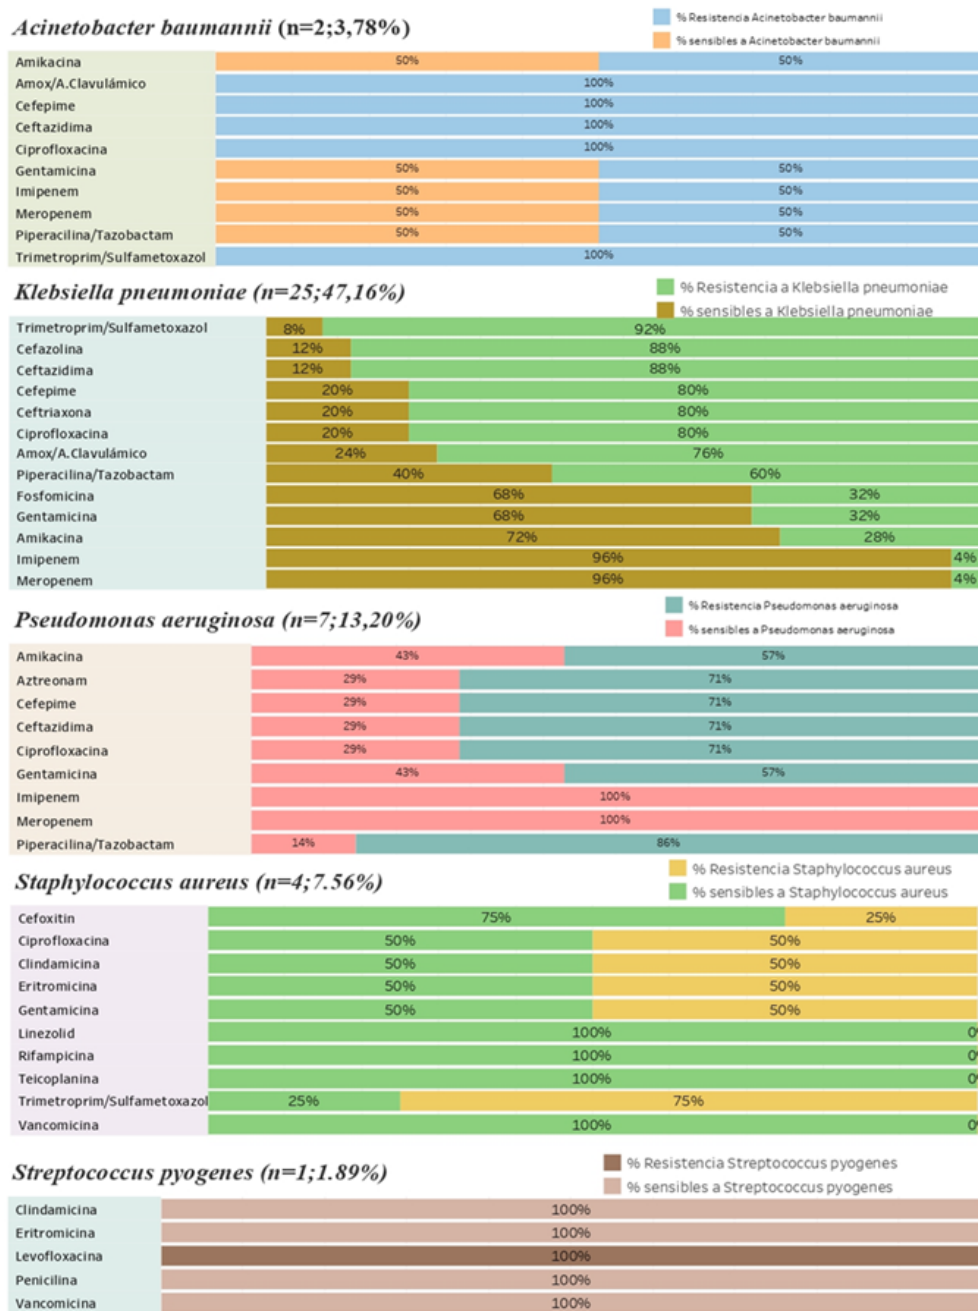 Acinetobacter baumannii (n=2;3,78%)
% Resistencia Acinetobacter baumannii
% sensibles a Acinetobacter baumannii
Amikacina 50% 50%
Amox/A.Clavulámico 100%
Cefepime 100%
Ceftazidima 100%
Ciprofloxacina 100%
Gentamicina 50% 50%
Imipenem 50% 50%
Meropenem 50% 50%
Piperacilina/Tazobactam 50% 50%
Trimetroprim/Sulfametoxazol 100%
Klebsiella pneumoniae (n=25;47,16%)
% Resistencia a Klebsiella pneumoniae
% sensibles a Klebsiella pneumoniae
Trimetroprim/Sulfametoxazol 8% 92%
Cefazolina 12% 88%
Ceftazidima 12% 88%
Cefepime 20% 80%
Ceftriaxona 20% 80%
Ciprofloxacina 20% 80%
Amox/A.Clavulámico 24% 76%
Piperacilina/Tazobactam 40% 60%
Fosfomicina 68% 32%
Gentamicina 68% 32%
Amikacina 72% 28%
Imipenem 96% 4%
Meropenem 96% 4%
Pseudomonas aeruginosa (n=7;13,20%)
% Resistencia Pseudomonas aeruginosa
% sensibles a Pseudomonas aeruginosa
Amikacina 43% 57%
Aztreonam 29% 71%
Cefepime 29% 71%
Ceftazidima 29% 71%
Ciprofloxacina 29% 71%
Gentamicina 43% 57%
Imipenem 100%
Meropenem 100%
Piperacilina/Tazobactam 14% 86%
Staphylococcus aureus (n=4;7.56%)
% Resistencia Staphylococcus aureus
% sensibles a Staphylococcus aureus
Cefoxitin 75% 25%
Ciprofloxacina 50% 50%
Clindamicina 50% 50%
Eritromicina 50% 50%
Gentamicina 50% 50%
Linezolid 100% 0
Rifampicina 100% 0
Teicoplanina 100% 0
Trimetroprim/Sulfametoxazol 25% 75%
Vancomicina 100% 0
Streptococcus pyogenes (n=1;1.89%)
% Resistencia Streptococcus pyogenes
% sensibles a Streptococcus pyogenes
Clindamicina 100%
Eritromicina 100%
Levofloxacina 100%
Penicilina 100%
Vancomicina 100%